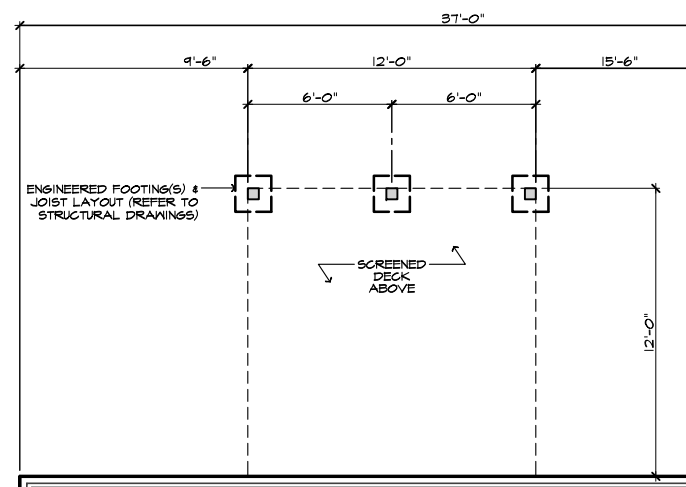 37'-0"
9'-6"
12'-0"
15'-6"
6'-0"
6'-0"
ENGINEERED FOOTING(S) &
JOIST LAYOUT (REFER TO
STRUCTURAL DRAWINGS)
SCREENED
DECK
ABOVE
12'-0"